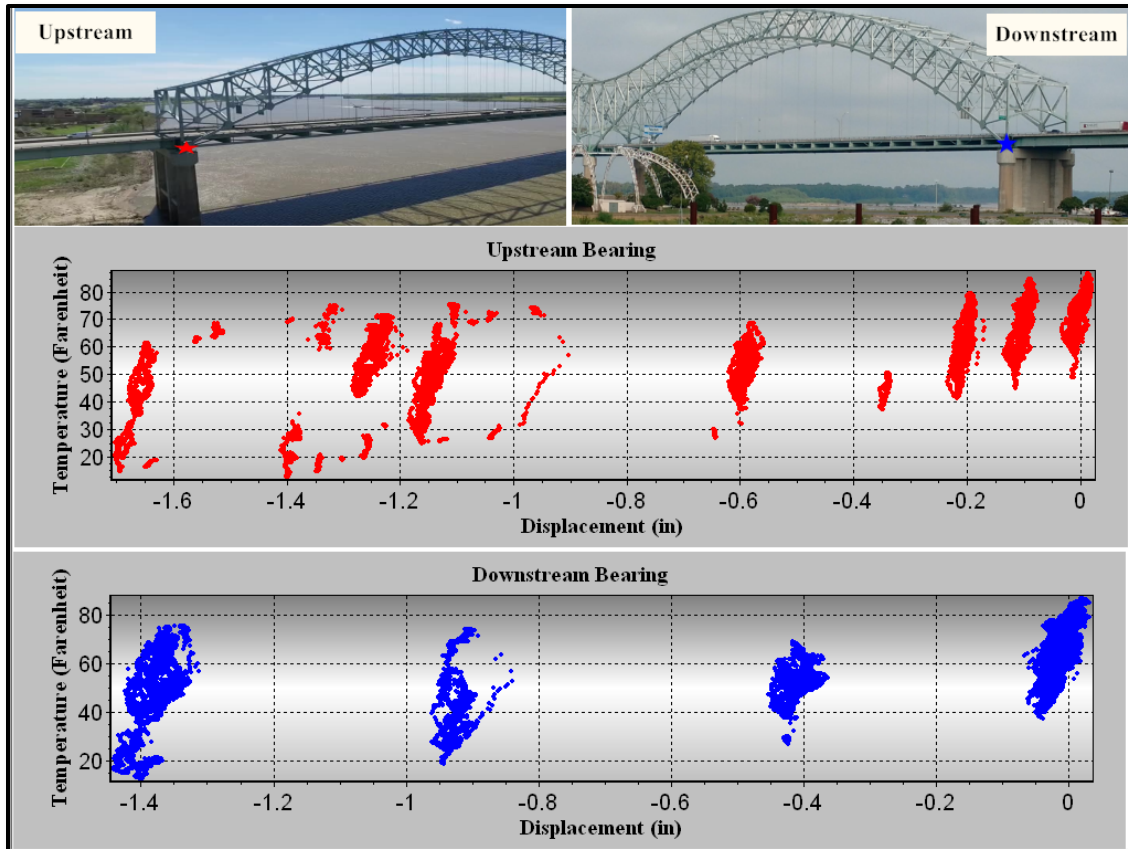 Upstream
Downstream
Upstream Bearing
Temperature (Farenheit)
80
70
60
50
40
30
20
-1.6 -1.4 -1.2 -1 -0.8 -0.6 -0.4 -0.2 0
Displacement (in)
Downstream Bearing
Temperature (Farenheit)
80
60
40
20
-1.4 -1.2 -1 -0.8 -0.6 -0.4 -0.2 0
Displacement (in)